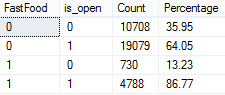 FastFood is_open Count Percentage
0 0 10708 35.95
0 1 19079 64.05
1 0 730 13.23
1 1 4788 86.77